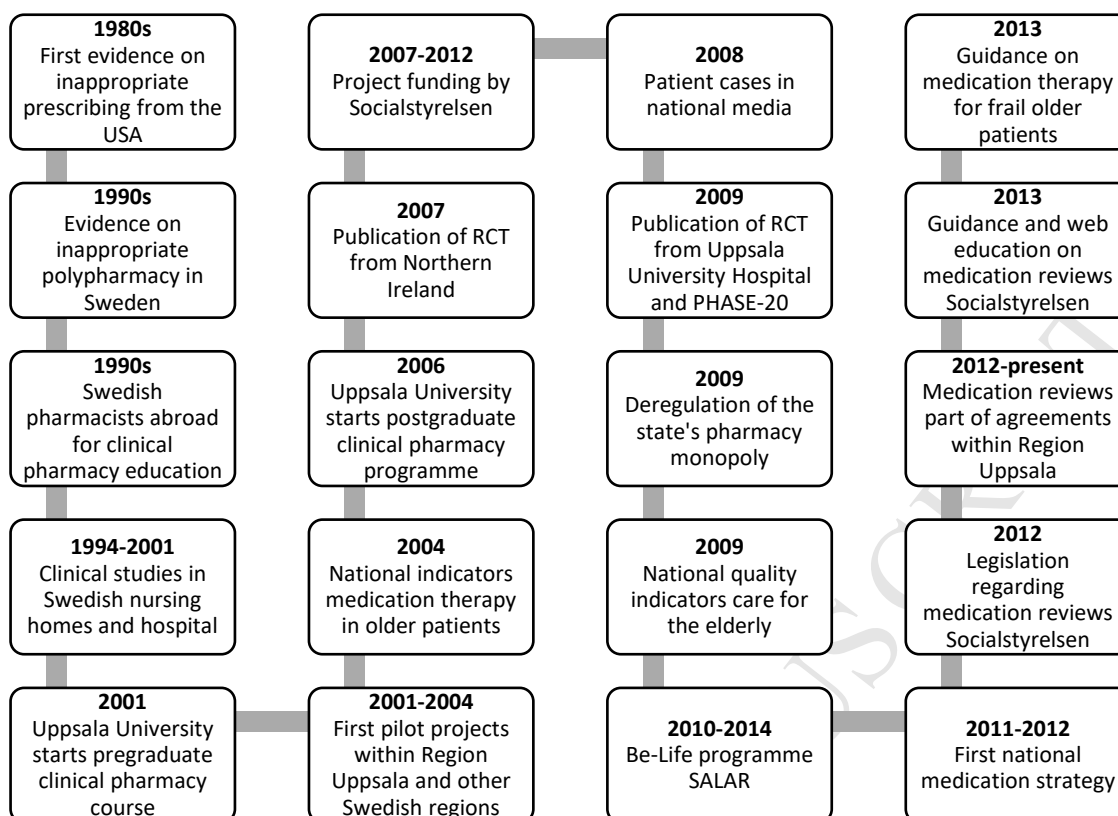 1980s
First evidence on
inappropriate
prescribing from the
USA
1990s
Evidence on
inappropriate
polypharmacy in
Sweden
1990s
Swedish
pharmacists abroad
for clinical
pharmacy education
1994-2001
Clinical studies in
Swedish nursing
homes and hospital
2001
Uppsala University
starts pregraduate
clinical pharmacy
course
2001-2004
First pilot projects
within Region
Uppsala and other
Swedish regions
2004
National indicators
medication therapy
in older patients
2006
Uppsala University
starts postgraduate
clinical pharmacy
programme
2007
Publication of RCT
from Northern
Ireland
2007-2012
Project funding by
Socialstyrelsen
2008
Patient cases in
national media
2009
Publication of RCT
from Uppsala
University Hospital
and PHASE-20
2009
Deregulation of the
state's pharmacy
monopoly
2009
National quality
indicators care for
the elderly
2010-2014
Be-Life programme
SALAR
2011-2012
First national
medication strategy
2012
Legislation
regarding
medication reviews
Socialstyrelsen
2012-present
Medication reviews
part of agreements
within Region
Uppsala
2013
Guidance and web
education on
medication reviews
Socialstyrelsen
2013
Guidance on
medication therapy
for frail older
patients